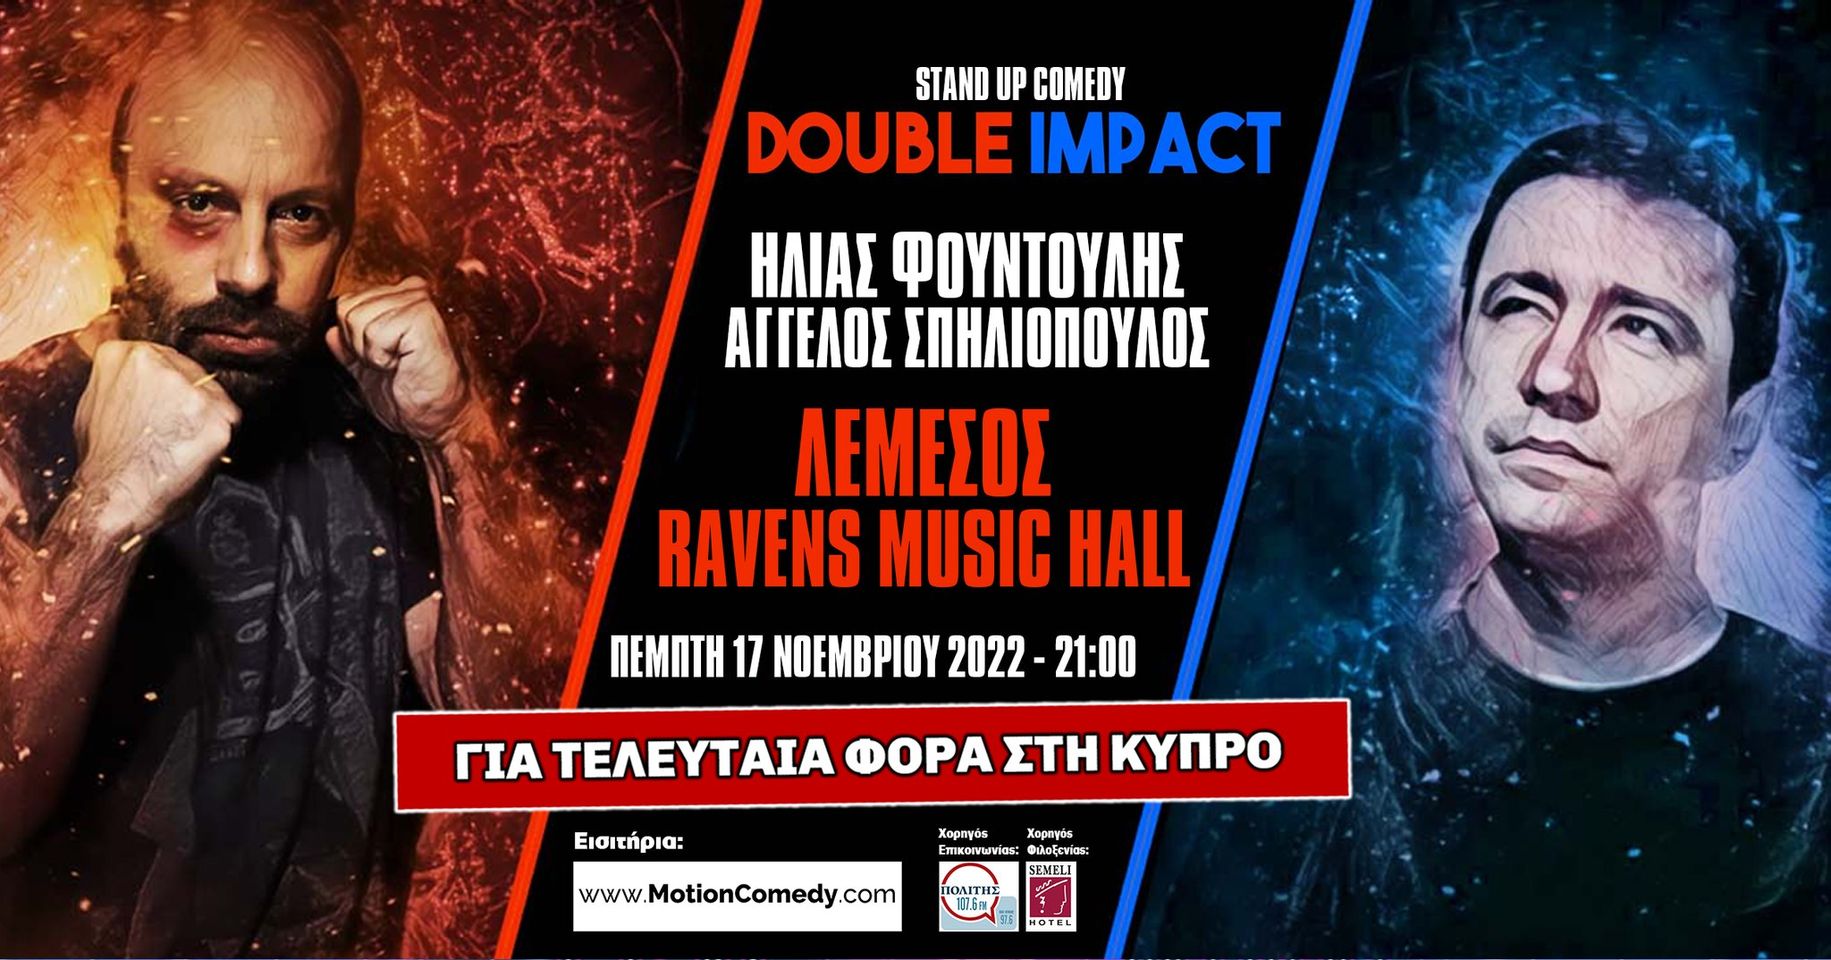 STAND UP COMEDY
DOUBLE IMPACT
ΗΛΙΑΣ ΦΟΥΝΤΟΥΛΗΣ
ΑΓΓΕΛΟΣ ΣΠΗΛΙΟΠΟΥΛΟΣ
ΛΕΜΕΣΟΣ
RAVENS MUSIC HALL
ΠΕΜΠΤΗ 17 ΝΟΕΜΒΡΙΟΥ 2022 - 21:00
ΓΙΑ ΤΕΛΕΥΤΑΙΑ ΦΟΡΑ ΣΤΗ ΚΥΠΡΟ
Εισιτήρια:
www.MotionComedy.com
Χορηγός
Επικοινωνίας:
ΠΟΛΙΤΗΣ
107.6 FM
97.6
Χορηγός
Φιλοξενίας:
SEMELI
HOTEL